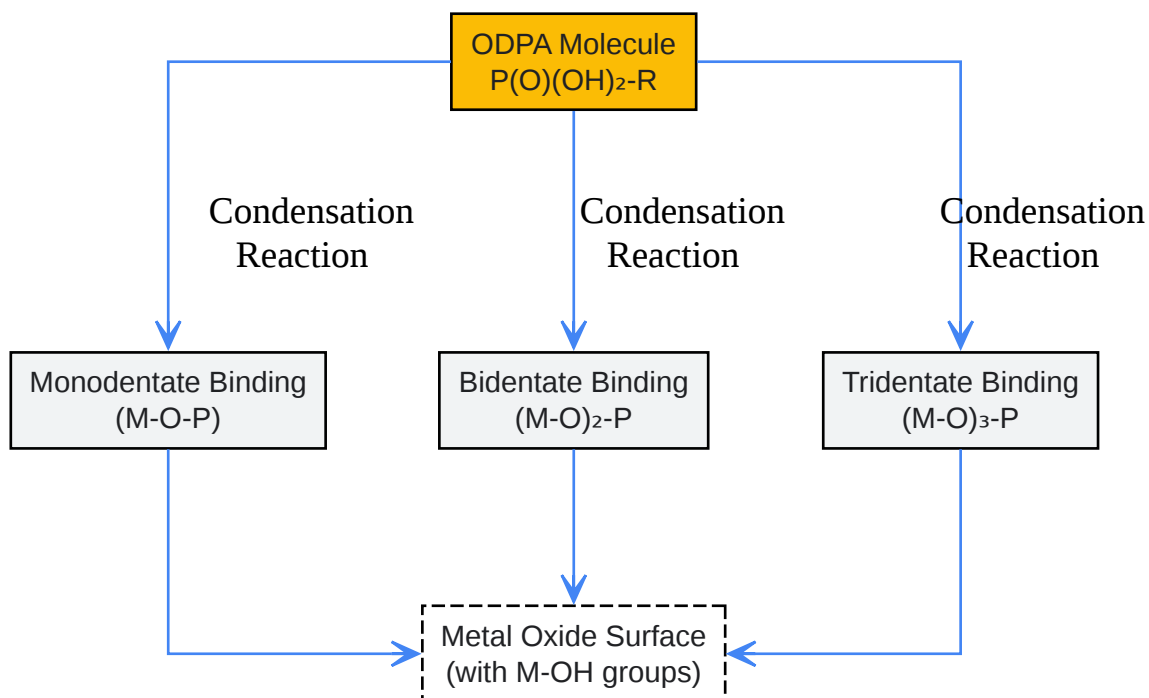 ODPA Molecule
P(O)(OH)₂-R
Condensation
Reaction
Condensation
Reaction
Condensation
Reaction
Monodentate Binding
(M-O-P)
Bidentate Binding
(M-O)₂-P
Tridentate Binding
(M-O)₃-P
Metal Oxide Surface
(with M-OH groups)